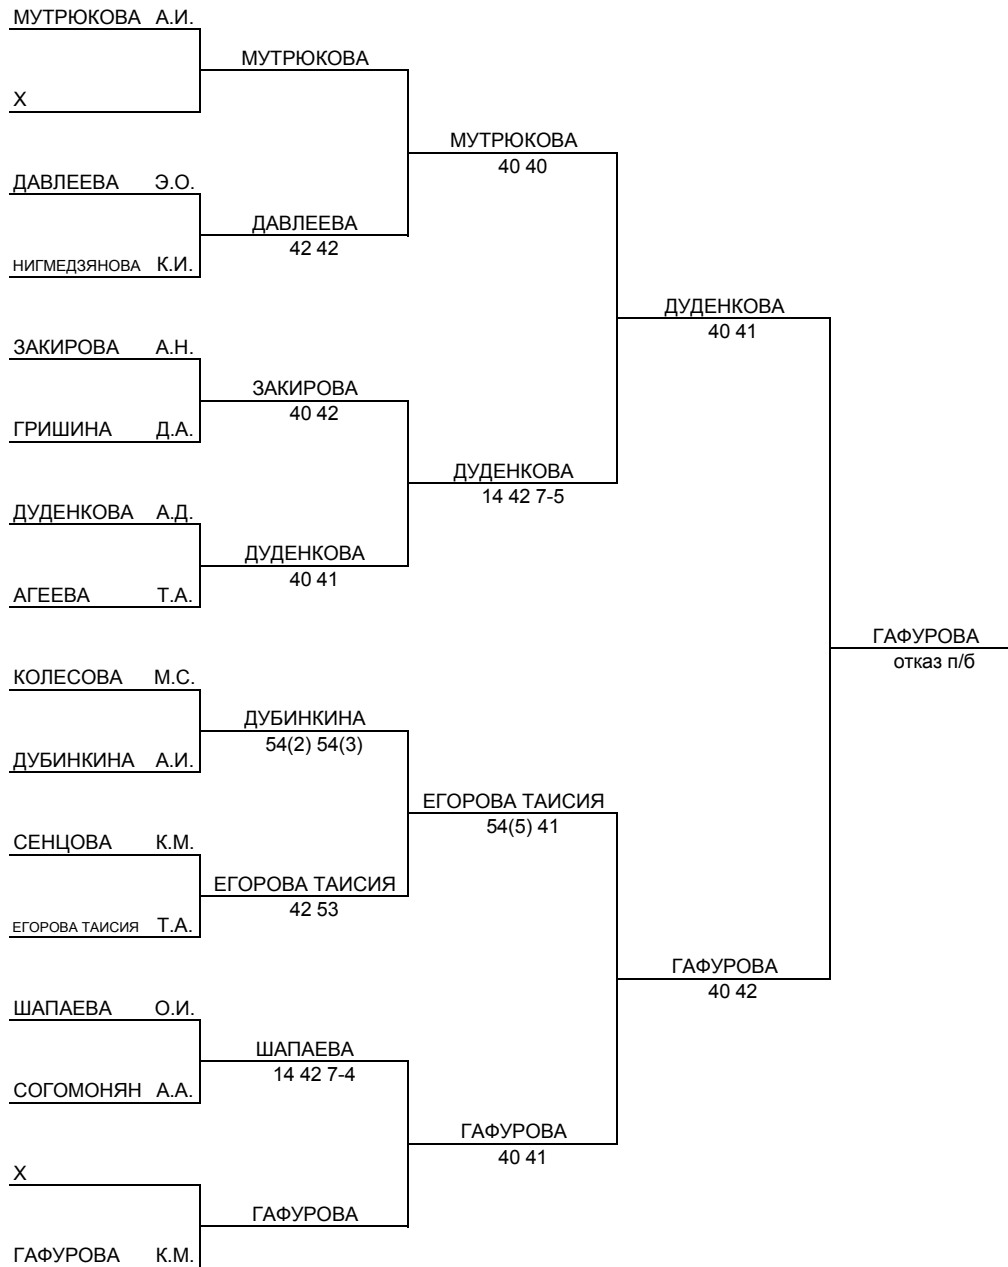 МУТРЮКОВА А.И.
МУТРЮКОВА
Х
МУТРЮКОВА
40 40
ДАВЛЕЕВА Э.О.
ДАВЛЕЕВА
42 42
НИГМЕДЗЯНОВА К.И.
ДУДЕНКОВА
40 41
ЗАКИРОВА А.Н.
ЗАКИРОВА
40 42
ГРИШИНА Д.А.
ДУДЕНКОВА
14 42 7-5
ДУДЕНКОВА А.Д.
ДУДЕНКОВА
40 41
АГЕЕВА Т.А.
ГАФУРОВА
отказ п/б
КОЛЕСОВА М.С.
ДУБИНКИНА
54(2) 54(3)
ДУБИНКИНА А.И.
ЕГОРОВА ТАИСИЯ
54(5) 41
СЕНЦОВА К.М.
ЕГОРОВА ТАИСИЯ
42 53
ЕГОРОВА ТАИСИЯ Т.А.
ГАФУРОВА
40 42
ШАПАЕВА О.И.
ШАПАЕВА
14 42 7-4
СОГОМОНЯН А.А.
ГАФУРОВА
40 41
Х
ГАФУРОВА
ГАФУРОВА К.М.